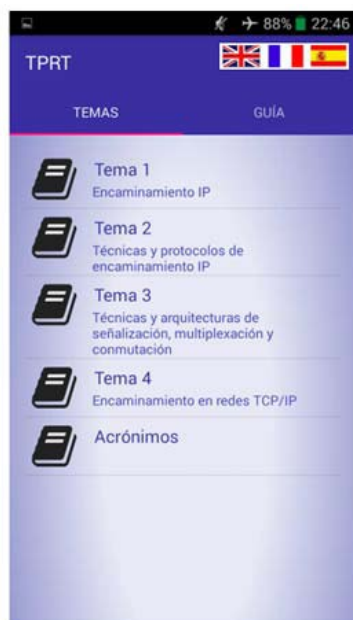 88% 22:46
TPRT
TEMAS GUÍA
Tema 1
Encaminamiento IP
Tema 2
Técnicas y protocolos de
encaminamiento IP
Tema 3
Técnicas y arquitecturas de
señalización, multiplexación y
conmutación
Tema 4
Encaminamiento en redes TCP/IP
Acrónimos